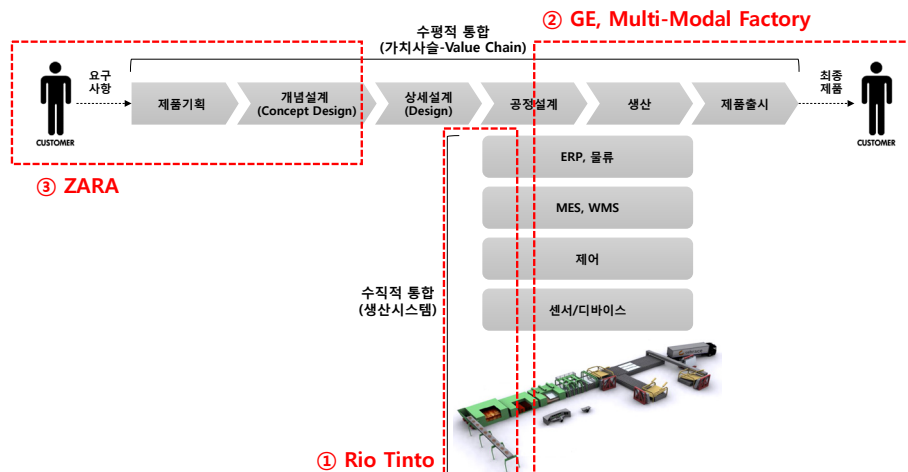 ② GE, Multi-Modal Factory
수평적 통합
(가치사슬-Value Chain)
요구
사항
최종
제품
제품기획
개념설계
(Concept Design)
상세설계
(Design)
공정설계
생산
제품출시
CUSTOMER
CUSTOMER
③ ZARA
ERP, 물류
MES, WMS
제어
수직적 통합
(생산시스템)
센서/디바이스
① Rio Tinto